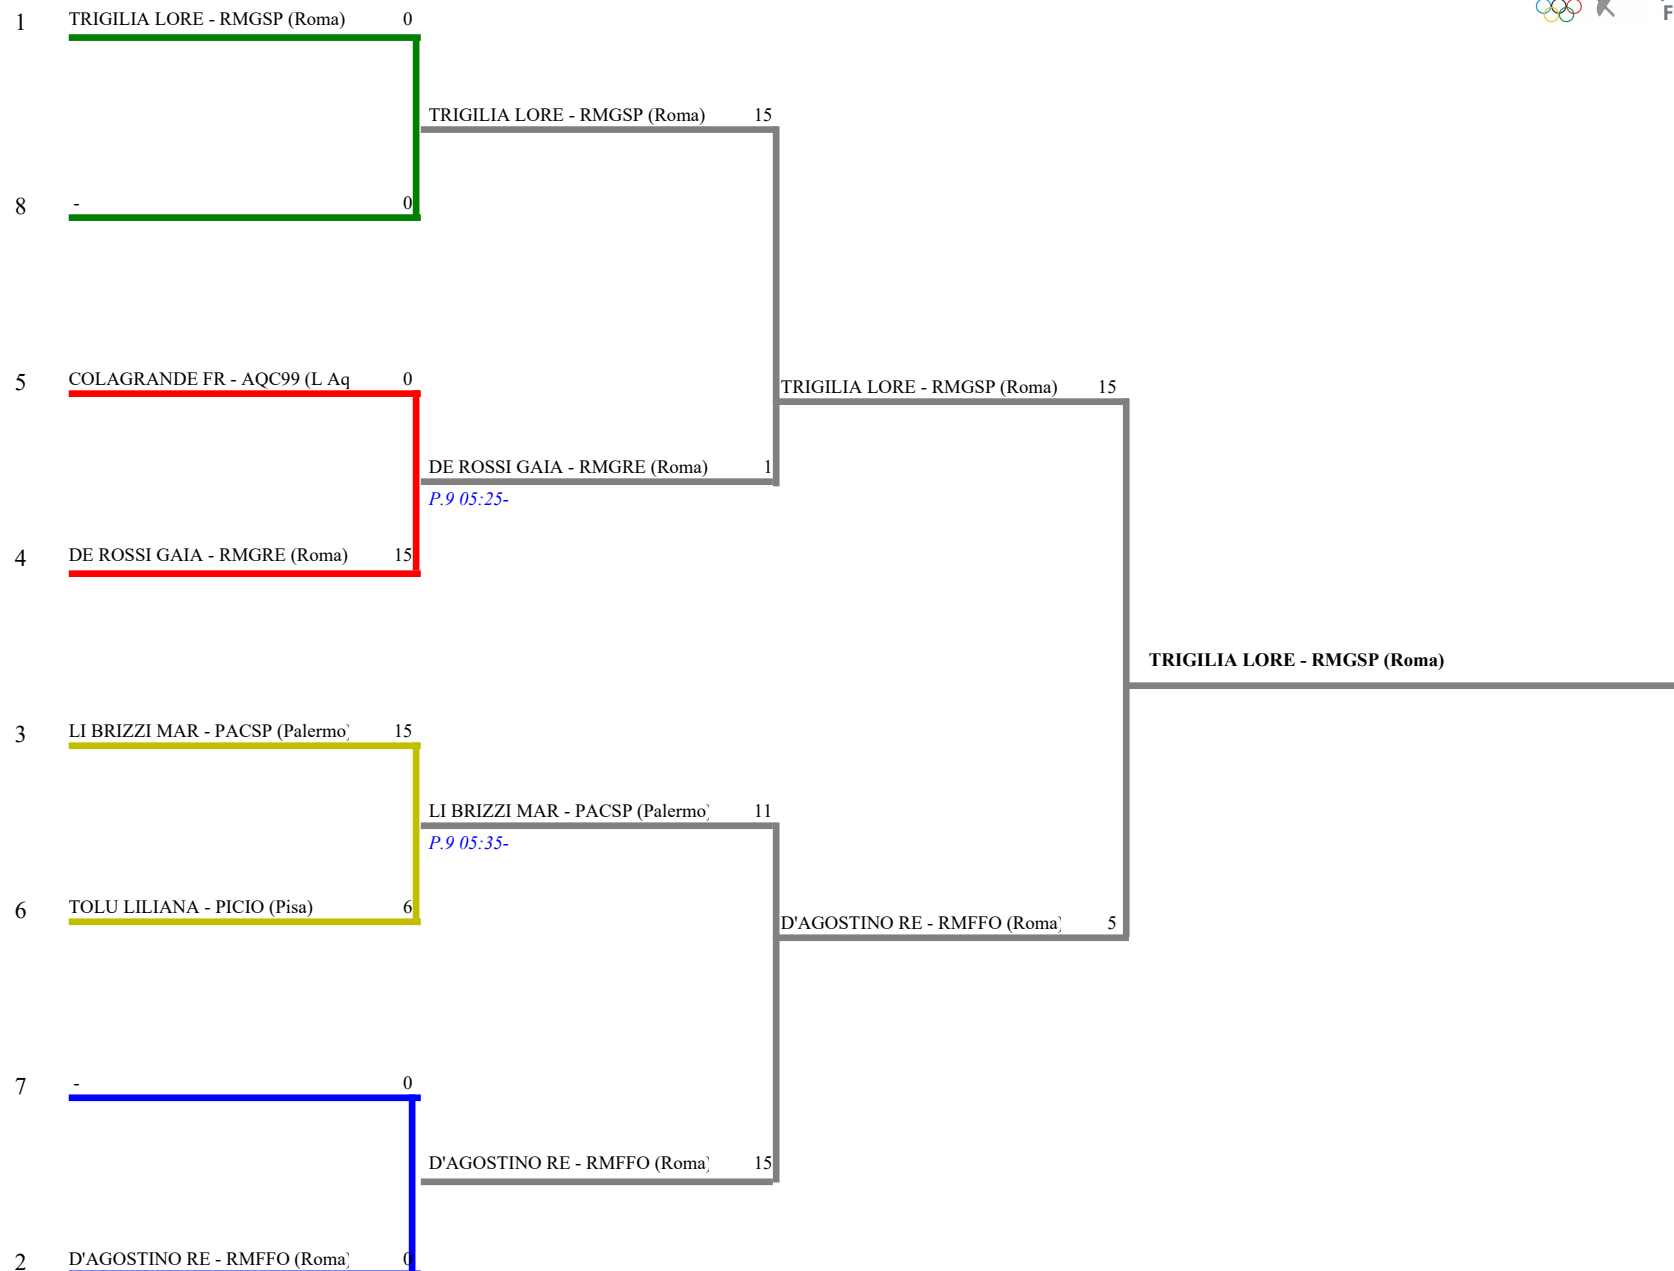 1 TRIGILIA LORE - RMGSP (Roma) 0
F
TRIGILIA LORE - RMGSP (Roma) 15
8 - 0
5 COLAGRANDE FR - AQC99 (L Aq 0
TRIGILIA LORE - RMGSP (Roma) 15
DE ROSSI GAIA - RMGRE (Roma) 1
P.9 05:25-
4 DE ROSSI GAIA - RMGRE (Roma) 15
TRIGILIA LORE - RMGSP (Roma)
3 LI BRIZZI MAR - PACSP (Palermo) 15
LI BRIZZI MAR - PACSP (Palermo) 11
P.9 05:35-
6 TOLU LILIANA - PICIO (Pisa) 6
D'AGOSTINO RE - RMFFO (Roma) 5
7 - 0
D'AGOSTINO RE - RMFFO (Roma) 15
2 D'AGOSTINO RE - RMFFO (Roma) 0